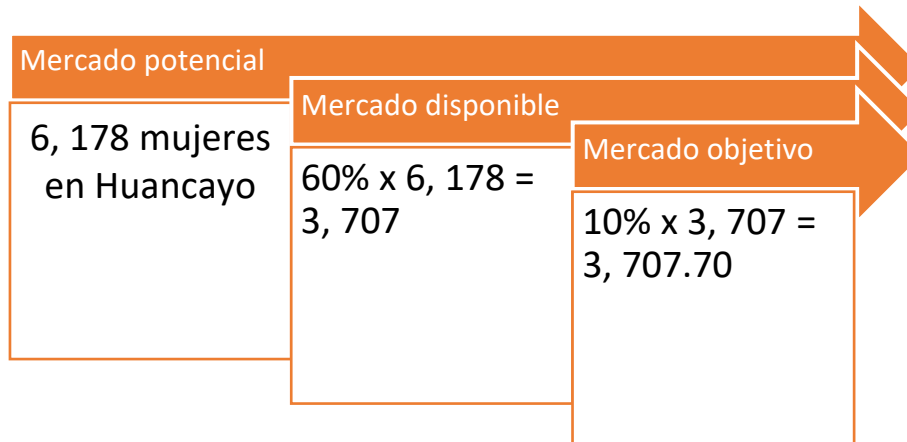 Mercado potencial
6, 178 mujeres
en Huancayo
Mercado disponible
60% x 6, 178 =
3, 707
Mercado objetivo
10% x 3, 707 =
3, 707.70